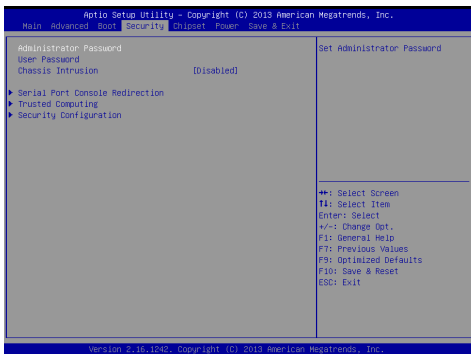 Aptio Setup Utility – Copyright (C) 2013 American Megatrends, Inc.
Main Advanced Boot Security Chipset Power Save & Exit
Administrator Password
User Password
Chassis Intrusion [Disabled]
▶ Serial Port Console Redirection
▶ Trusted Computing
▶ Security Configuration
Set Administrator Password
→←: Select Screen
↑↓: Select Item
Enter: Select
+/-: Change Opt.
F1: General Help
F7: Previous Values
F9: Optimized Defaults
F10: Save & Reset
ESC: Exit
Version 2.16.1242. Copyright (C) 2013 American Megatrends, Inc.